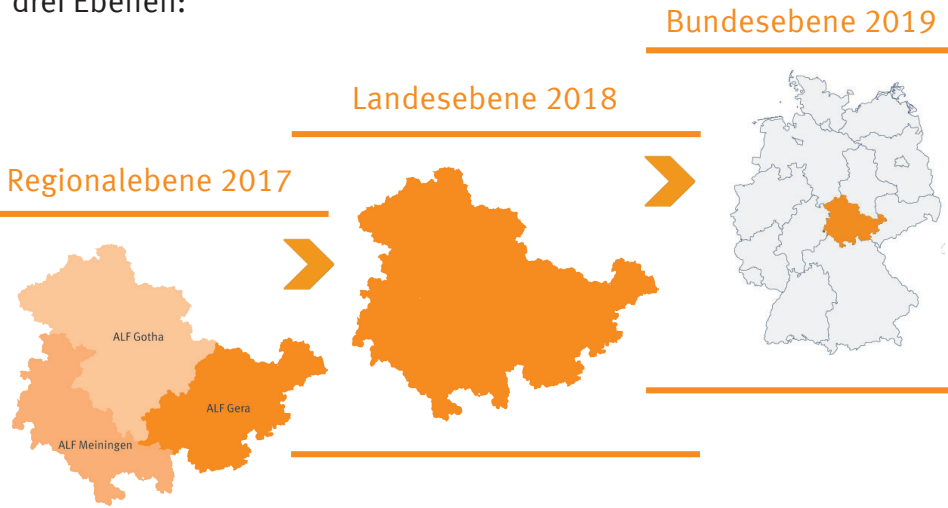 drei Ebenen:
Bundesebene 2019
Landesebene 2018
Regionalebene 2017
ALF Gotha
ALF Gera
ALF Meiningen